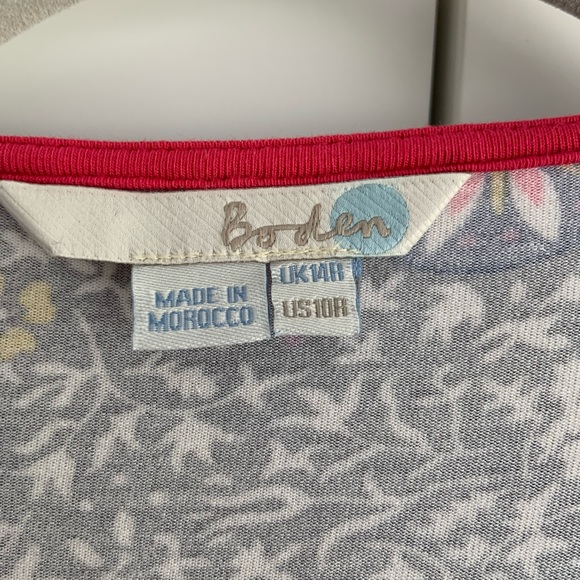 Boden
MADE IN
MOROCCO
UK14R
US10R